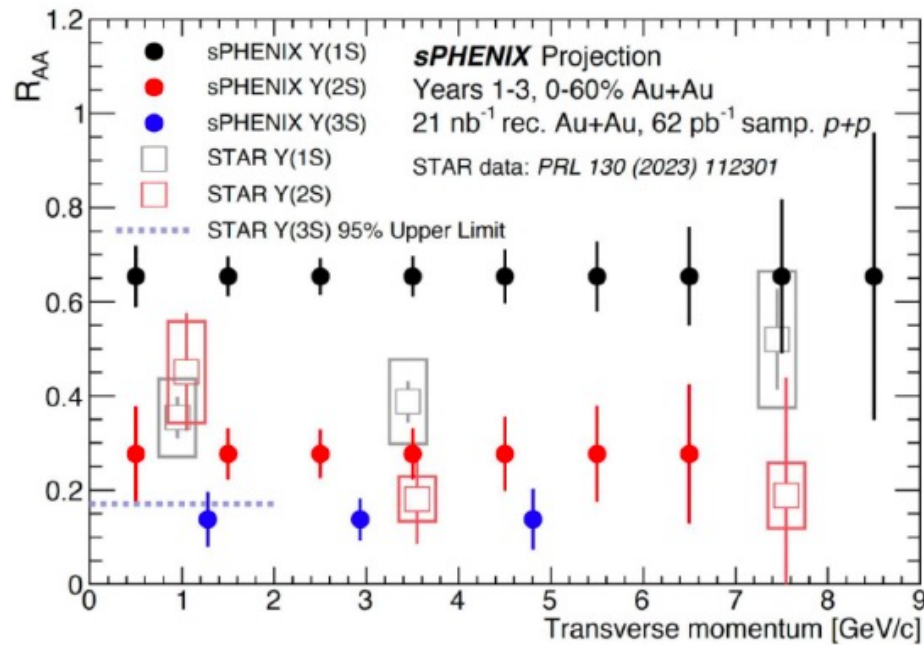 R_AA
1.2
1
0.8
0.6
0.4
0.2
0
sPHENIX Y(1S)
sPHENIX Y(2S)
sPHENIX Y(3S)
STAR Y(1S)
STAR Y(2S)
STAR Y(3S) 95% Upper Limit
sPHENIX Projection
Years 1-3, 0-60% Au+Au
21 nb⁻¹ rec. Au+Au, 62 pb⁻¹ samp. p+p
STAR data: PRL 130 (2023) 112301
0 1 2 3 4 5 6 7 8 9
Transverse momentum [GeV/c]